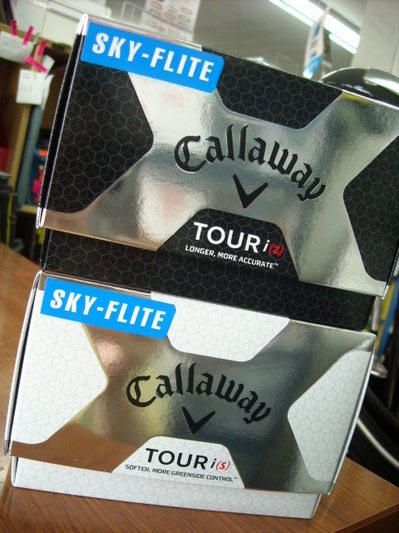 SKY-FLITE
Callaway
TOUR i(z)
LONGER, MORE ACCURATE™
SKY-FLITE
Callaway
TOUR i(s)
SOFTER, MORE GREENSIDE CONTROL™